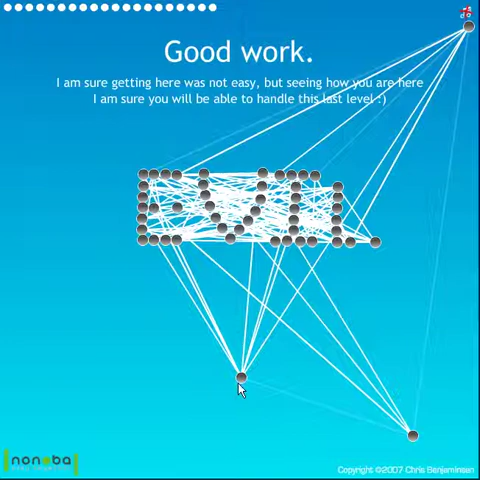 Good work.
I am sure getting here was not easy, but seeing how you are here
I am sure you will be able to handle this last level :)
EVIL
nonoba
Copyright ©2007 Chris Benjaminsen